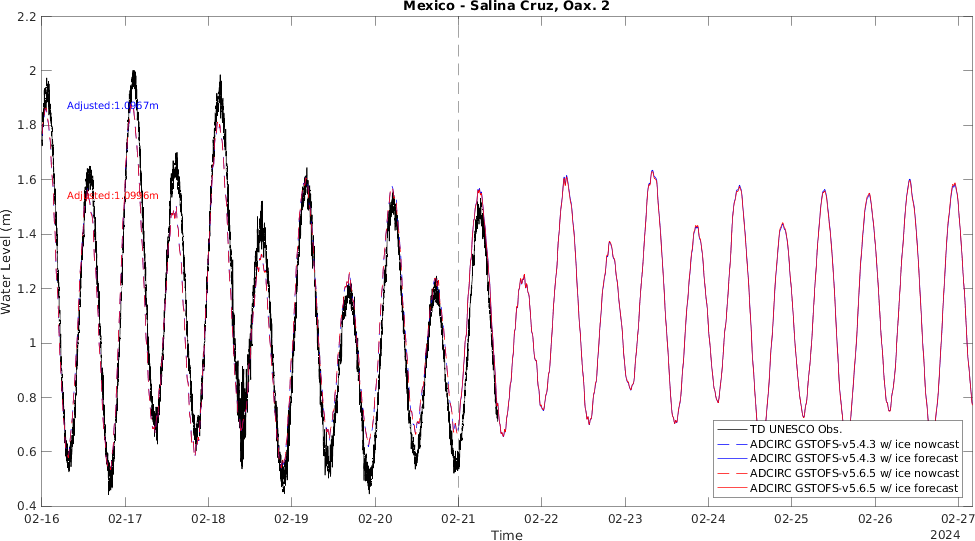 Mexico - Salina Cruz, Oax. 2
Water Level (m)
2.2
2
1.8
1.6
1.4
1.2
1
0.8
0.6
0.4
Adjusted:1.0967m
Adjusted:1.0996m
TD UNESCO Obs.
ADCIRC GSTOFS-v5.4.3 w/ ice nowcast
ADCIRC GSTOFS-v5.4.3 w/ ice forecast
ADCIRC GSTOFS-v5.6.5 w/ ice nowcast
ADCIRC GSTOFS-v5.6.5 w/ ice forecast
02-16 02-17 02-18 02-19 02-20 02-21 02-22 02-23 02-24 02-25 02-26 02-27
Time
2024